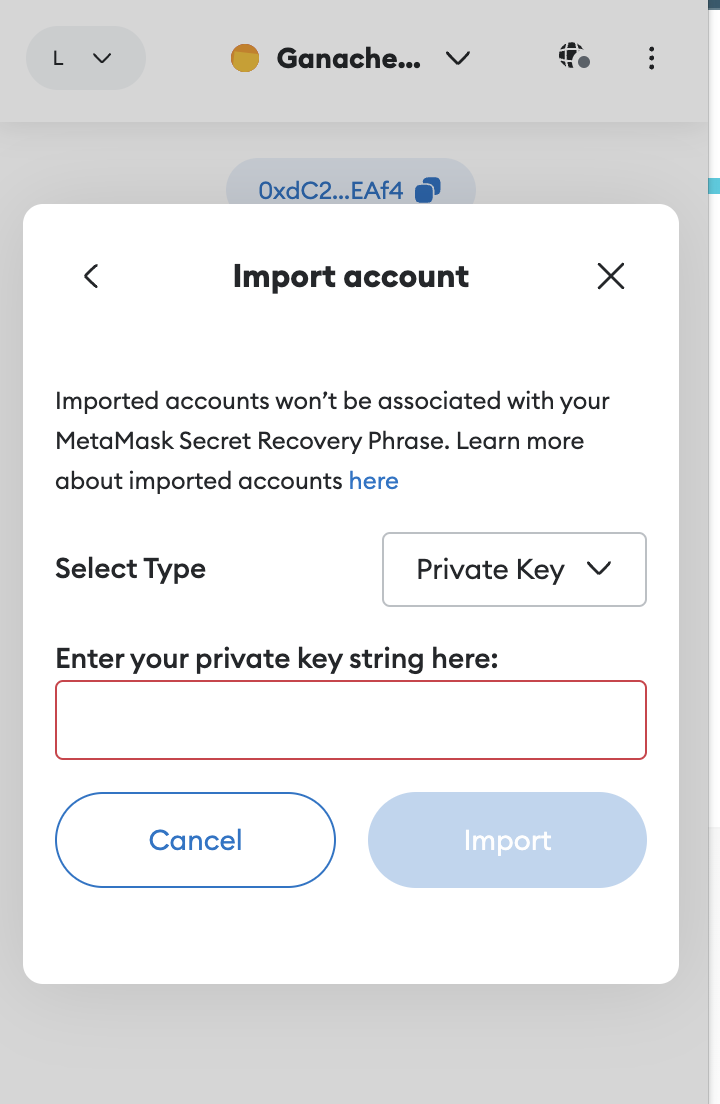 L
Ganache...
0xdC2...EAf4
Import account
Imported accounts won’t be associated with your
MetaMask Secret Recovery Phrase. Learn more
about imported accounts here
Select Type
Private Key
Enter your private key string here:
Cancel
Import